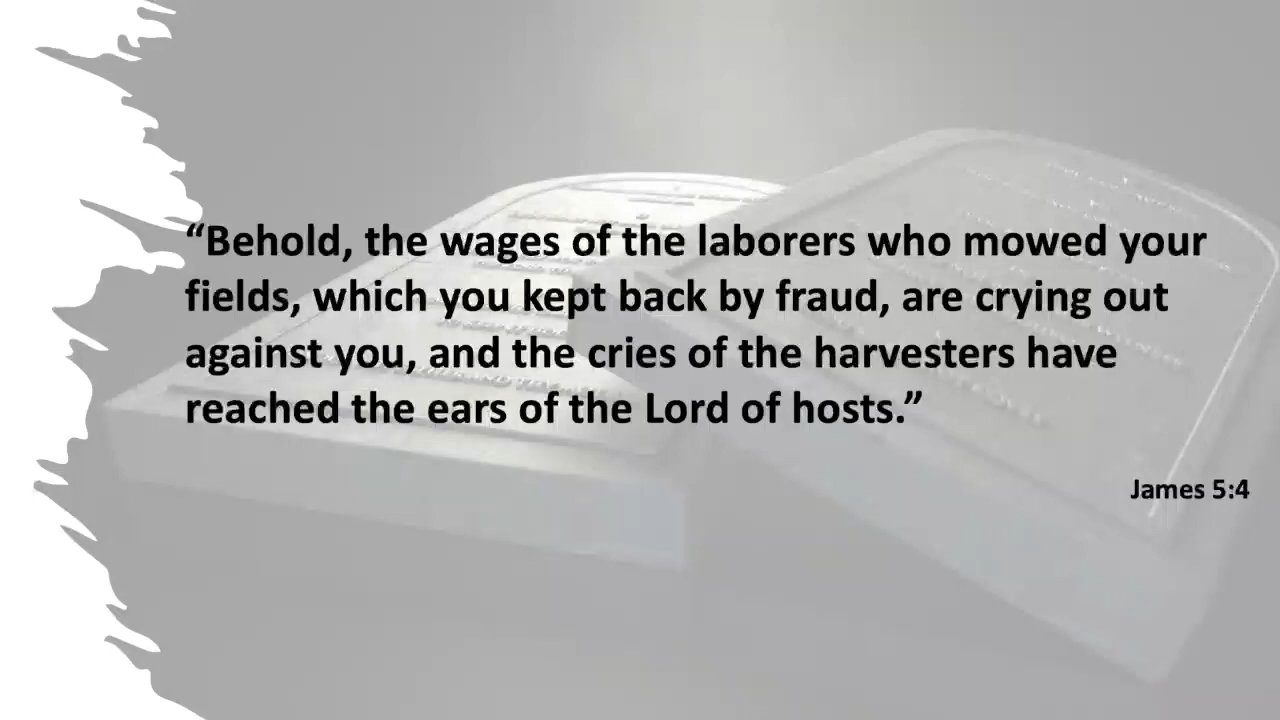 “Behold, the wages of the laborers who mowed your
fields, which you kept back by fraud, are crying out
against you, and the cries of the harvesters have
reached the ears of the Lord of hosts.”
James 5:4